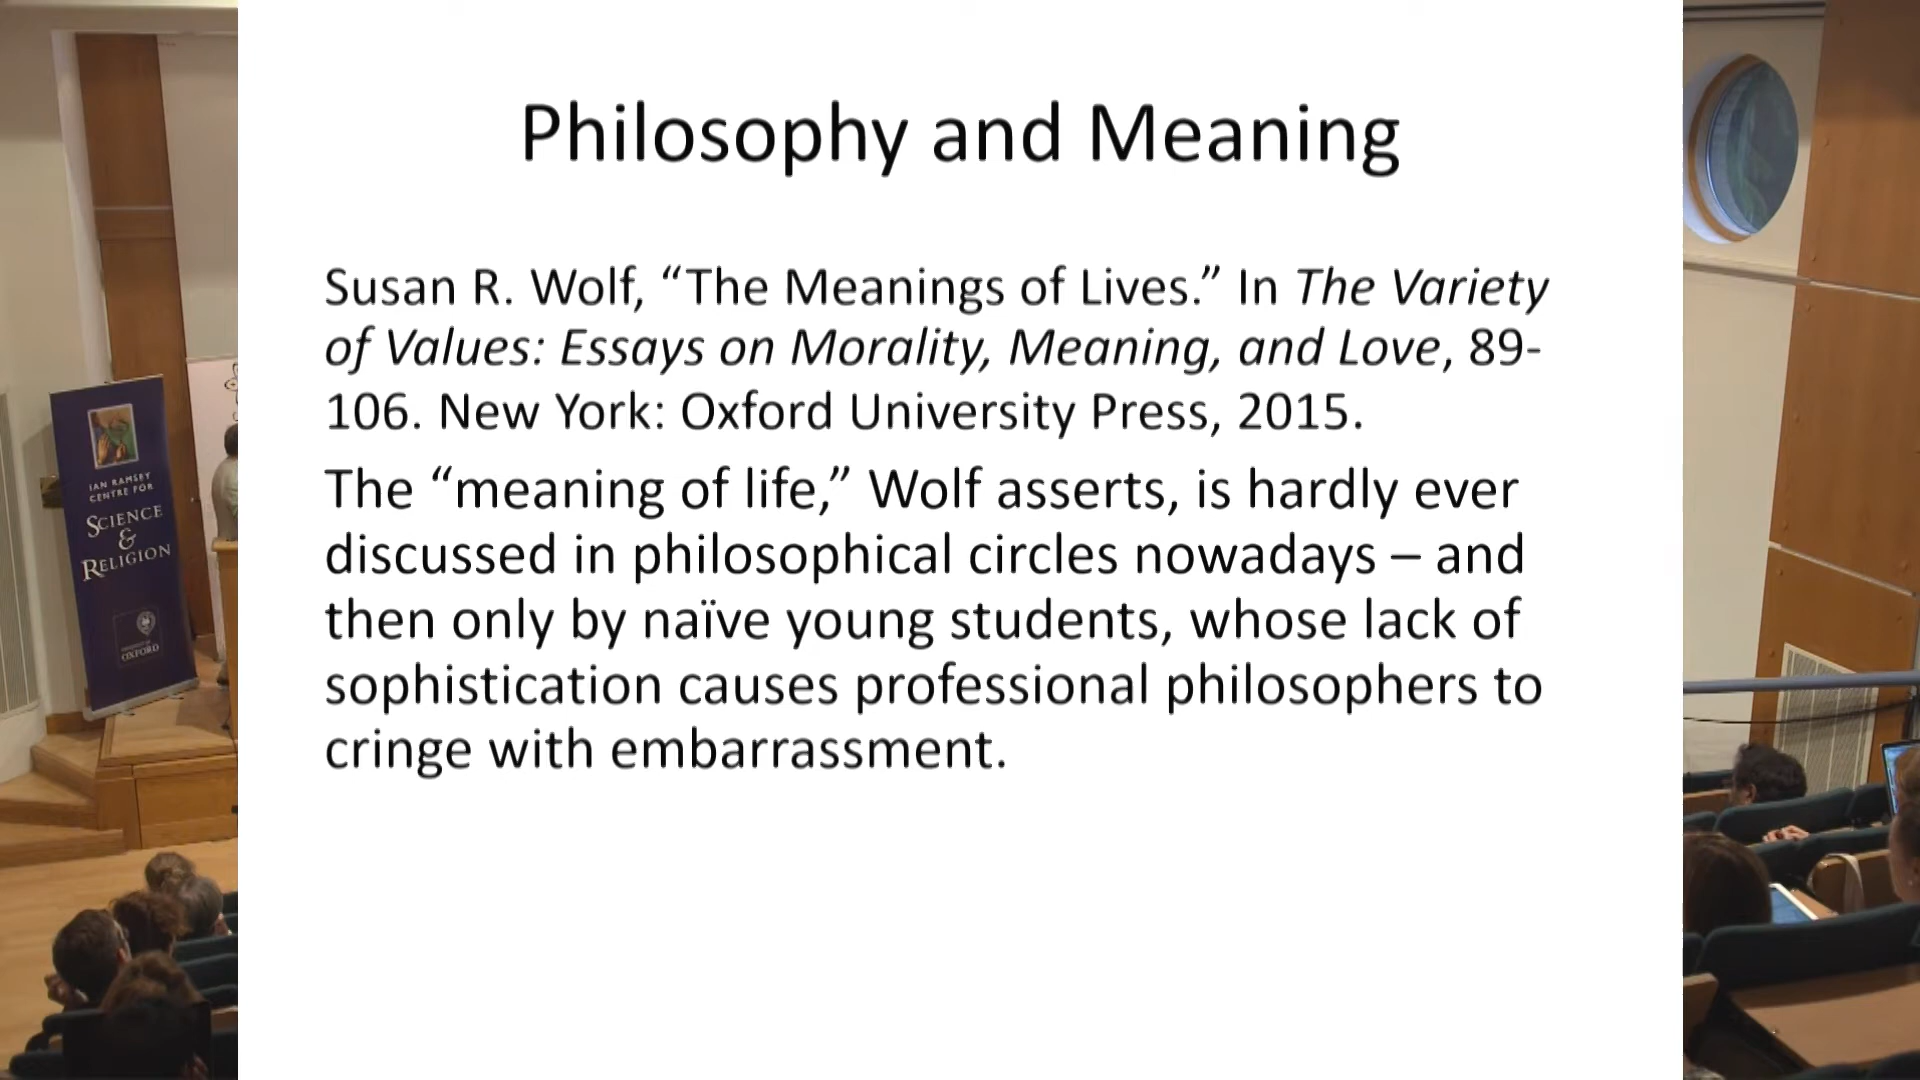 Philosophy and Meaning
Susan R. Wolf, “The Meanings of Lives.” In The Variety
of Values: Essays on Morality, Meaning, and Love, 89-
106. New York: Oxford University Press, 2015.
The “meaning of life,” Wolf asserts, is hardly ever
discussed in philosophical circles nowadays – and
then only by naïve young students, whose lack of
sophistication causes professional philosophers to
cringe with embarrassment.
IAN RAMSEY
CENTRE FOR
SCIENCE
&
RELIGION
UNIVERSITY OF
OXFORD